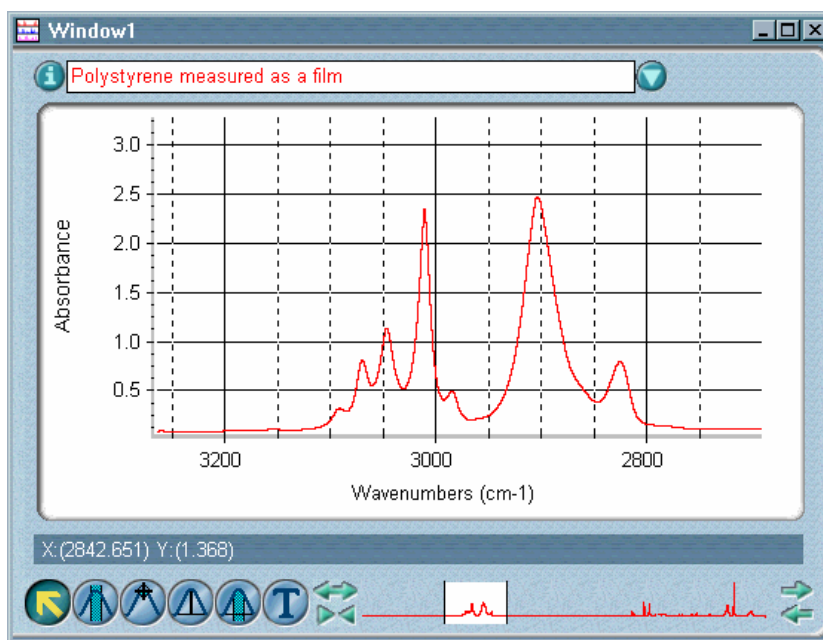 Window1
i Polystyrene measured as a film
3.0
2.5
2.0
1.5
1.0
0.5
Absorbance
3200 3000 2800
Wavenumbers (cm-1)
X:(2842.651) Y:(1.368)
T